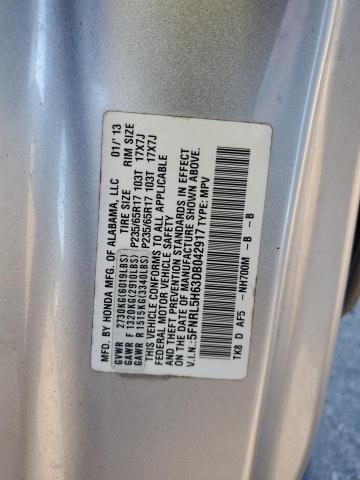 MFD. BY HONDA MFG. OF ALABAMA, LLC 01/'13
TIRE SIZE RIM SIZE
GVWR 2730KG(6019LBS)
GAWR F 1320KG(2910LBS) P235/65R17 103T 17X7J
GAWR R 1515KG(3340LBS) P235/65R17 103T 17X7J
THIS VEHICLE CONFORMS TO ALL APPLICABLE
FEDERAL MOTOR VEHICLE SAFETY
AND THEFT PREVENTION STANDARDS IN EFFECT
ON THE DATE OF MANUFACTURE SHOWN ABOVE.
V.I.N.:5FNRL5H63DB042917 TYPE: MPV
TK8 D AF5 -NH700M -B -B